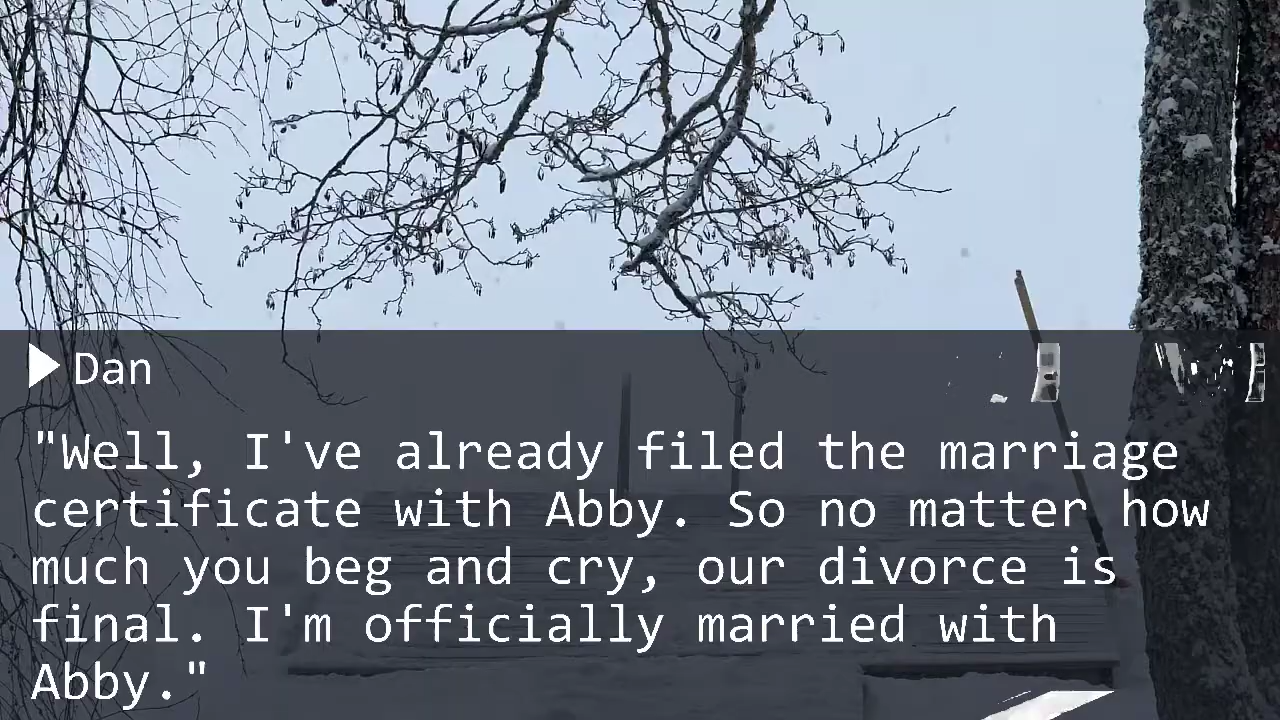 Dan
"Well, I've already filed the marriage
certificate with Abby. So no matter how
much you beg and cry, our divorce is
final. I'm officially married with
Abby."